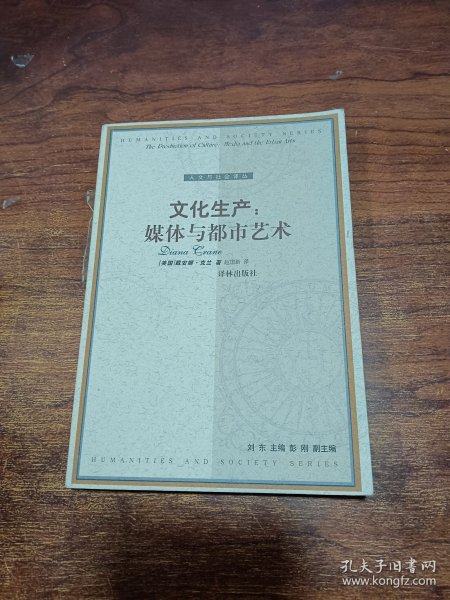 HUMANITIES AND SOCIETY SERIES
The Production of Culture: Media and the Urban Arts
人文与社会译丛
文化生产：
媒体与都市艺术
Diana Crane
[美国]戴安娜·克兰 著 赵国新 译
译林出版社
刘东 主编 彭刚 副主编
HUMANITIES AND SOCIETY SERIES
孔夫子旧书网
www.kongfz.com